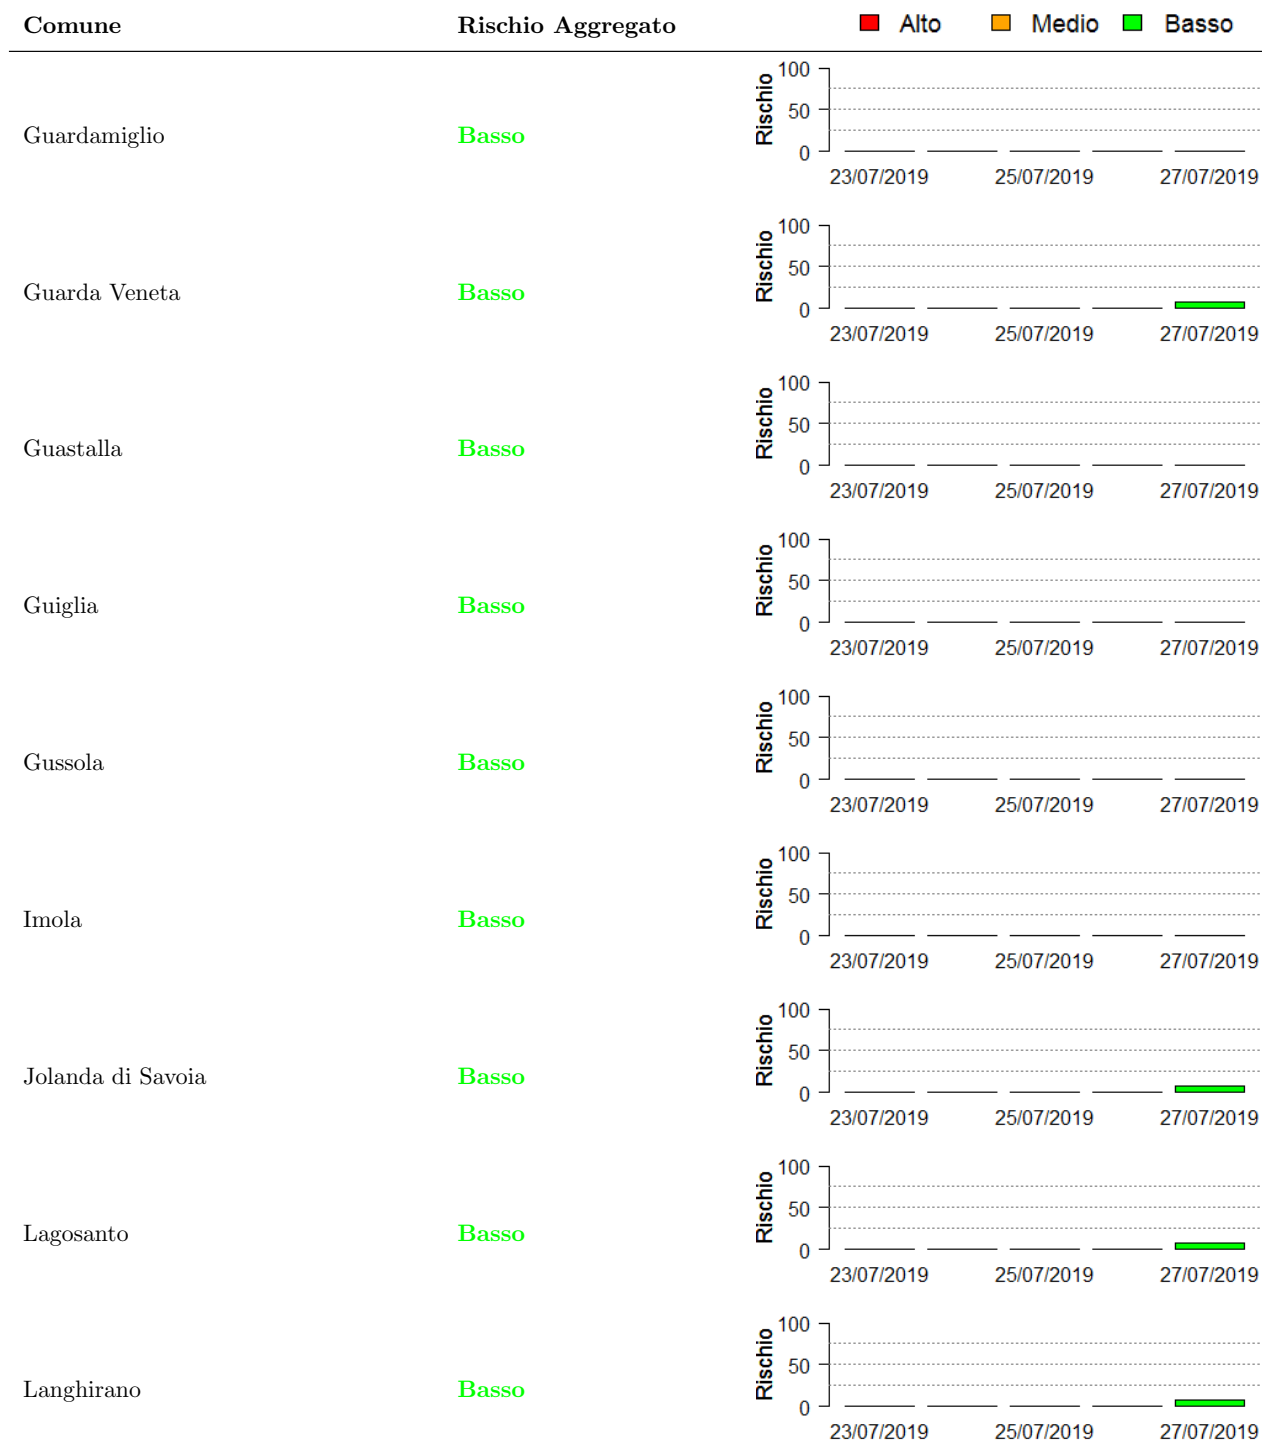 Comune Rischio Aggregato Alto Medio Basso
Guardamiglio Basso Rischio 100 50 0
23/07/2019 25/07/2019 27/07/2019
Guarda Veneta Basso Rischio 100 50 0
23/07/2019 25/07/2019 27/07/2019
Guastalla Basso Rischio 100 50 0
23/07/2019 25/07/2019 27/07/2019
Guiglia Basso Rischio 100 50 0
23/07/2019 25/07/2019 27/07/2019
Gussola Basso Rischio 100 50 0
23/07/2019 25/07/2019 27/07/2019
Imola Basso Rischio 100 50 0
23/07/2019 25/07/2019 27/07/2019
Jolanda di Savoia Basso Rischio 100 50 0
23/07/2019 25/07/2019 27/07/2019
Lagosanto Basso Rischio 100 50 0
23/07/2019 25/07/2019 27/07/2019
Langhirano Basso Rischio 100 50 0
23/07/2019 25/07/2019 27/07/2019